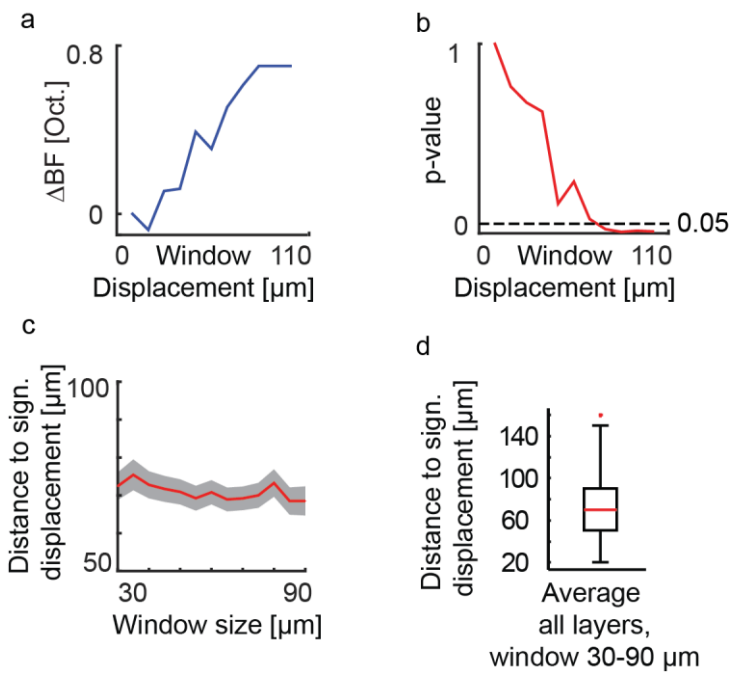 a
0.8
ΔBF [Oct.]
0
0 Window 110
Displacement [µm]
b
1
p-value
0
0.05
0 Window 110
Displacement [µm]
c
Distance to sign.
displacement [µm]
100
50
30 90
Window size [µm]
d
Distance to sign.
displacement [µm]
140
100
60
20
Average
all layers,
window 30-90 µm